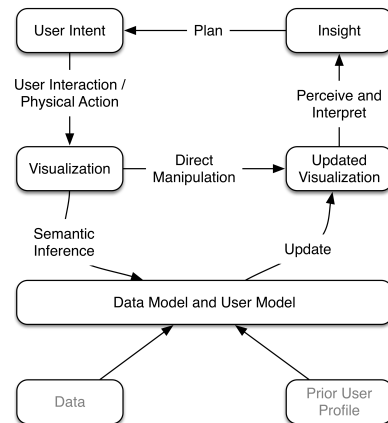 User Intent
Plan
Insight
User Interaction /
Physical Action
Perceive and
Interpret
Visualization
Direct
Manipulation
Updated
Visualization
Semantic
Inference
Update
Data Model and User Model
Data
Prior User
Profile